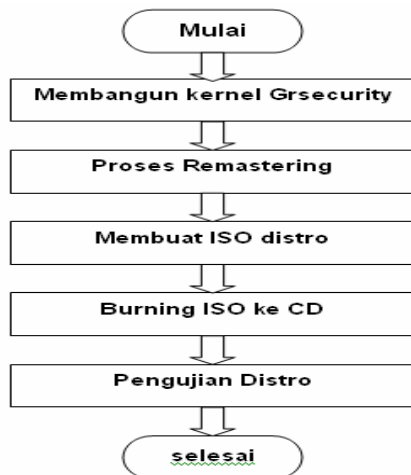 Mulai
Membangun kernel Grsecurity
Proses Remastering
Membuat ISO distro
Burning ISO ke CD
Pengujian Distro
selesai